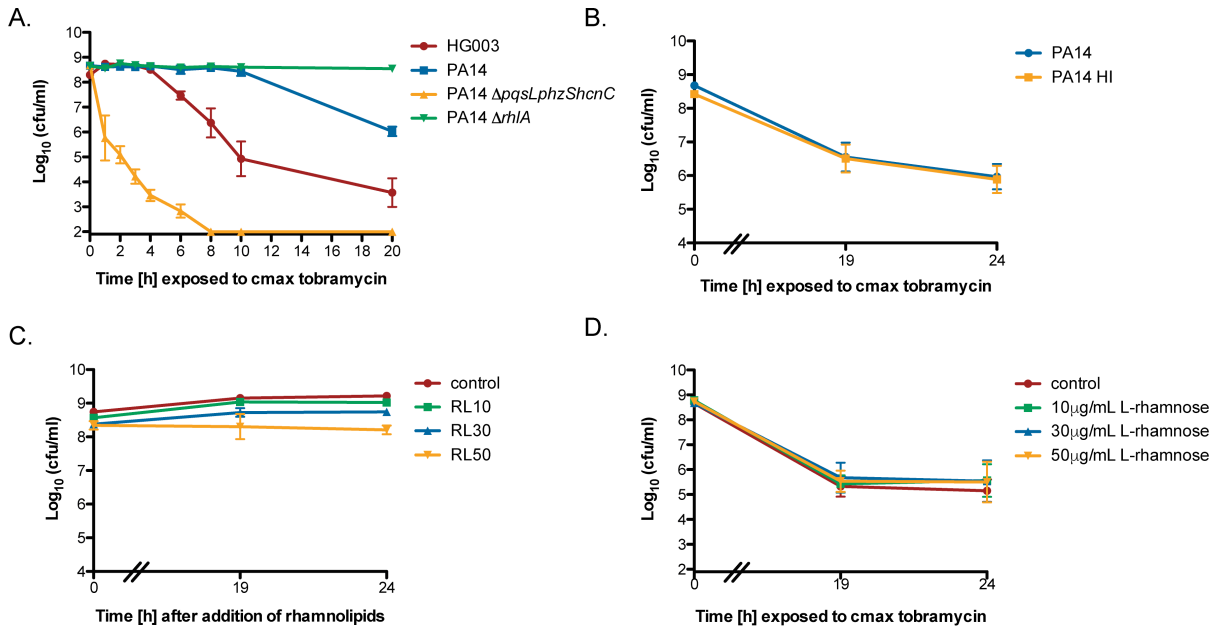 A.
10
9
8
7
6
5
4
3
2
Log10 (cfu/ml)
0 2 4 6 8 10 12 14 16 18 20
Time [h] exposed to cmax tobramycin
HG003
PA14
PA14 ΔpqsLphzShcnC
PA14 ΔrhlA
B.
10
9
8
7
6
5
4
Log10 (cfu/ml)
0 19 24
Time [h] exposed to cmax tobramycin
PA14
PA14 HI
C.
10
9
8
7
6
5
4
Log10 (cfu/ml)
0 19 24
Time [h] after addition of rhamnolipids
control
RL10
RL30
RL50
D.
10
9
8
7
6
5
4
3
2
Log10 (cfu/ml)
0 19 24
Time [h] exposed to cmax tobramycin
control
10μg/mL L-rhamnose
30μg/mL L-rhamnose
50μg/mL L-rhamnose